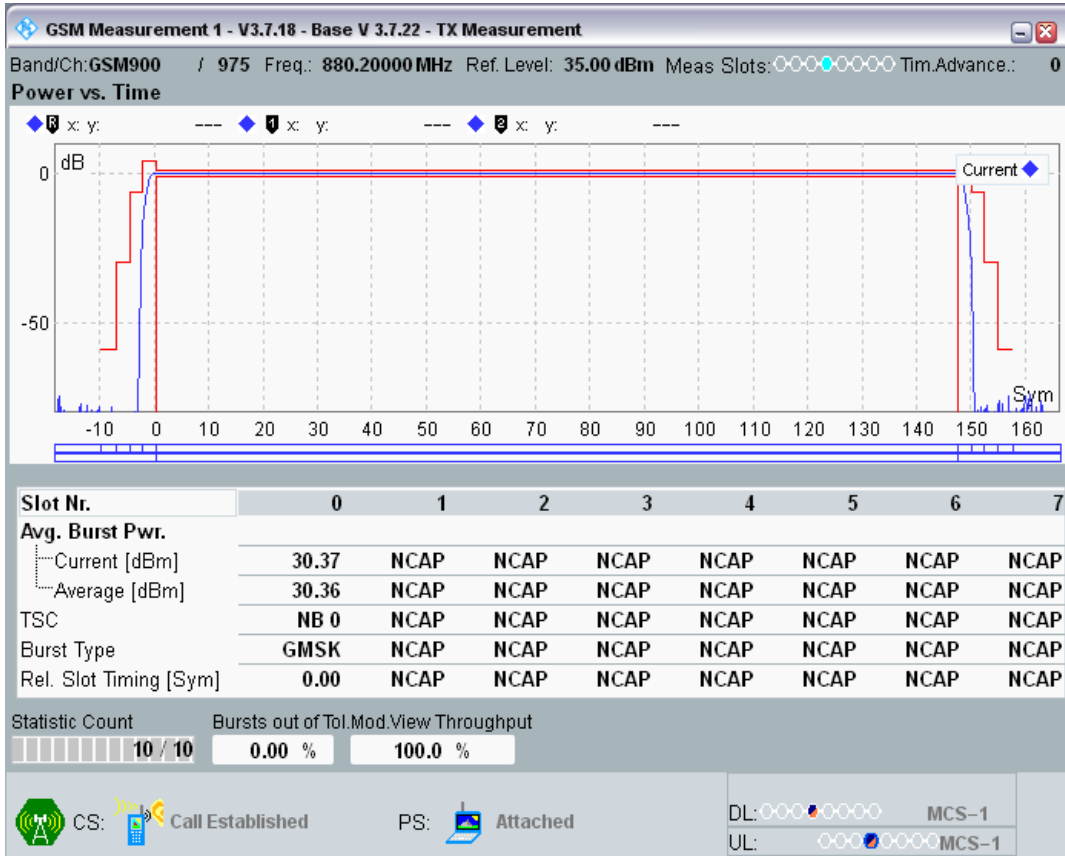 GSM Measurement 1 - V3.7.18 - Base V 3.7.22 - TX Measurement
Band/Ch:GSM900 / 975 Freq.: 880.20000 MHz Ref. Level: 35.00 dBm Meas Slots: Tim.Advance.: 0
Power vs. Time
R x: y: --- 1 x: y: --- 2 x: y: ---
dB
Current
0
-50
Sym
-10 0 10 20 30 40 50 60 70 80 90 100 110 120 130 140 150 160
Slot Nr. 0 1 2 3 4 5 6 7
Avg. Burst Pwr.
Current [dBm] 30.37 NCAP NCAP NCAP NCAP NCAP NCAP NCAP
Average [dBm] 30.36 NCAP NCAP NCAP NCAP NCAP NCAP NCAP
TSC NB 0 NCAP NCAP NCAP NCAP NCAP NCAP NCAP
Burst Type GMSK NCAP NCAP NCAP NCAP NCAP NCAP NCAP
Rel. Slot Timing [Sym] 0.00 NCAP NCAP NCAP NCAP NCAP NCAP NCAP
Statistic Count Bursts out of Tol.Mod.View Throughput
10 / 10 0.00 % 100.0 %
CS: Call Established PS: Attached
DL: MCS-1
UL: MCS-1